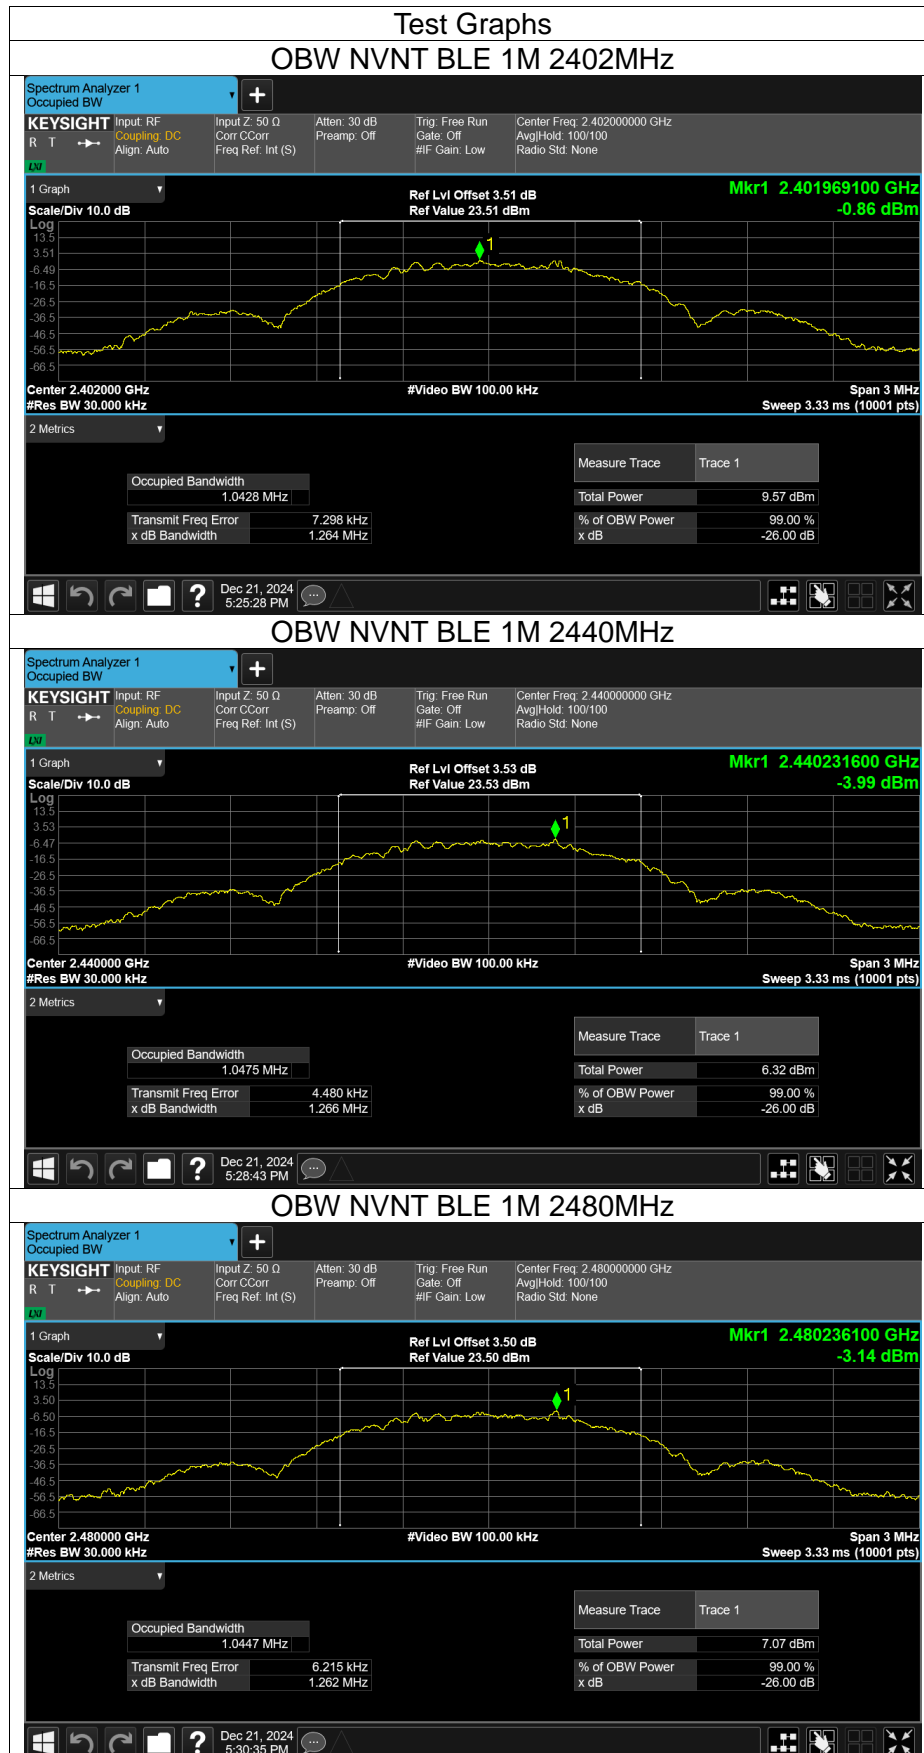 Test Graphs
OBW NVNT BLE 1M 2402MHz
Spectrum Analyzer 1
Occupied BW
KEYSIGHT Input: RF Input Z: 50 Ω Atten: 30 dB Trig: Free Run Center Freq: 2.402000000 GHz
R T Coupling: DC Corr CCorr Preamp: Off Gate: Off Avg|Hold: 100/100
Align: Auto Freq Ref: Int (S) #IF Gain: Low Radio Std: None
LXI
1 Graph Ref Lvl Offset 3.51 dB Mkr1 2.401969100 GHz
Scale/Div 10.0 dB Ref Value 23.51 dBm -0.86 dBm
Log
13.5
3.51
-6.49
-16.5
-26.5
-36.5
-46.5
-56.5
-66.5
1
Center 2.402000 GHz #Video BW 100.00 kHz Span 3 MHz
#Res BW 30.000 kHz Sweep 3.33 ms (10001 pts)
2 Metrics
Measure Trace Trace 1
Occupied Bandwidth
1.0428 MHz Total Power 9.57 dBm
Transmit Freq Error 7.298 kHz % of OBW Power 99.00 %
x dB Bandwidth 1.264 MHz x dB -26.00 dB
Dec 21, 2024
5:25:28 PM
OBW NVNT BLE 1M 2440MHz
Spectrum Analyzer 1
Occupied BW
KEYSIGHT Input: RF Input Z: 50 Ω Atten: 30 dB Trig: Free Run Center Freq: 2.440000000 GHz
R T Coupling: DC Corr CCorr Preamp: Off Gate: Off Avg|Hold: 100/100
Align: Auto Freq Ref: Int (S) #IF Gain: Low Radio Std: None
LXI
1 Graph Ref Lvl Offset 3.53 dB Mkr1 2.440231600 GHz
Scale/Div 10.0 dB Ref Value 23.53 dBm -3.99 dBm
Log
13.5
3.53
-6.47
-16.5
-26.5
-36.5
-46.5
-56.5
-66.5
1
Center 2.440000 GHz #Video BW 100.00 kHz Span 3 MHz
#Res BW 30.000 kHz Sweep 3.33 ms (10001 pts)
2 Metrics
Measure Trace Trace 1
Occupied Bandwidth
1.0475 MHz Total Power 6.32 dBm
Transmit Freq Error 4.480 kHz % of OBW Power 99.00 %
x dB Bandwidth 1.266 MHz x dB -26.00 dB
Dec 21, 2024
5:28:43 PM
OBW NVNT BLE 1M 2480MHz
Spectrum Analyzer 1
Occupied BW
KEYSIGHT Input: RF Input Z: 50 Ω Atten: 30 dB Trig: Free Run Center Freq: 2.480000000 GHz
R T Coupling: DC Corr CCorr Preamp: Off Gate: Off Avg|Hold: 100/100
Align: Auto Freq Ref: Int (S) #IF Gain: Low Radio Std: None
LXI
1 Graph Ref Lvl Offset 3.50 dB Mkr1 2.480236100 GHz
Scale/Div 10.0 dB Ref Value 23.50 dBm -3.14 dBm
Log
13.5
3.50
-6.50
-16.5
-26.5
-36.5
-46.5
-56.5
-66.5
1
Center 2.480000 GHz #Video BW 100.00 kHz Span 3 MHz
#Res BW 30.000 kHz Sweep 3.33 ms (10001 pts)
2 Metrics
Measure Trace Trace 1
Occupied Bandwidth
1.0447 MHz Total Power 7.07 dBm
Transmit Freq Error 6.215 kHz % of OBW Power 99.00 %
x dB Bandwidth 1.262 MHz x dB -26.00 dB
Dec 21, 2024
5:30:35 PM